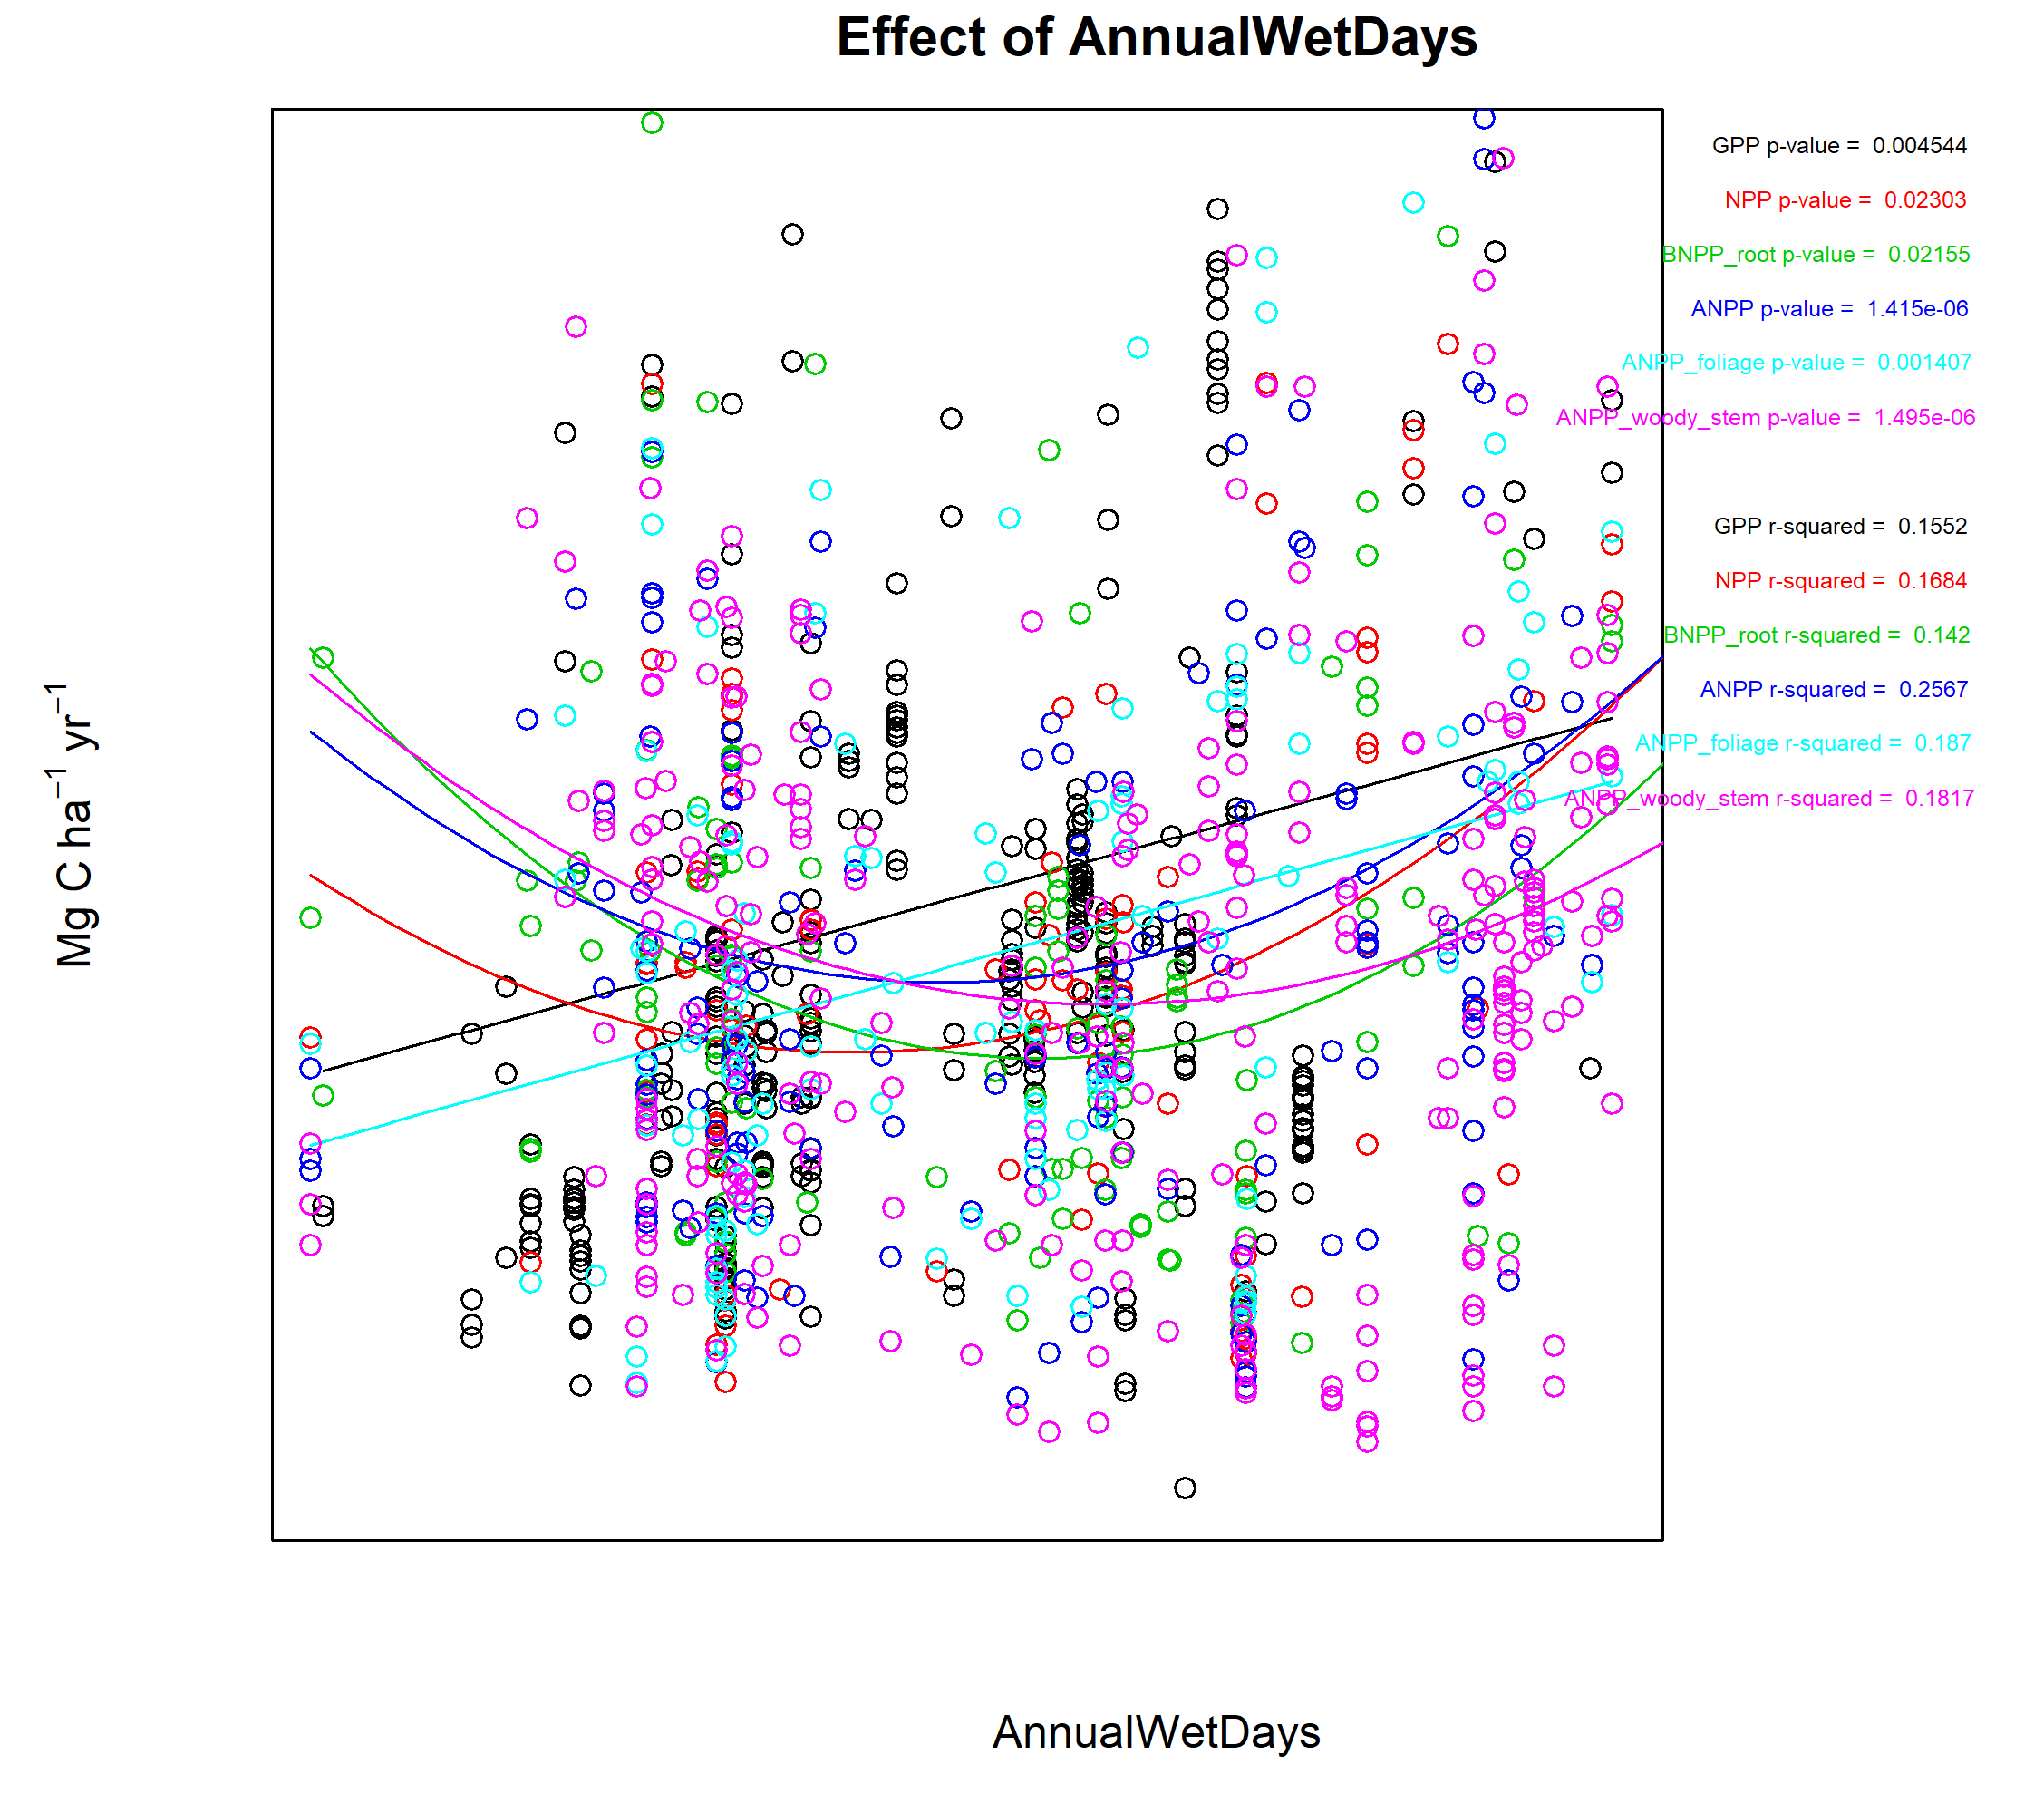 Effect of AnnualWetDays
GPP p-value = 0.004544
NPP p-value = 0.02303
BNPP_root p-value = 0.02155
ANPP p-value = 1.415e-06
ANPP_foliage p-value = 0.001407
ANPP_woody_stem p-value = 1.495e-06
GPP r-squared = 0.1552
NPP r-squared = 0.1684
BNPP_root r-squared = 0.142
ANPP r-squared = 0.2567
ANPP_foliage r-squared = 0.187
ANPP_woody_stem r-squared = 0.1817
Mg C ha⁻¹ yr⁻¹
AnnualWetDays